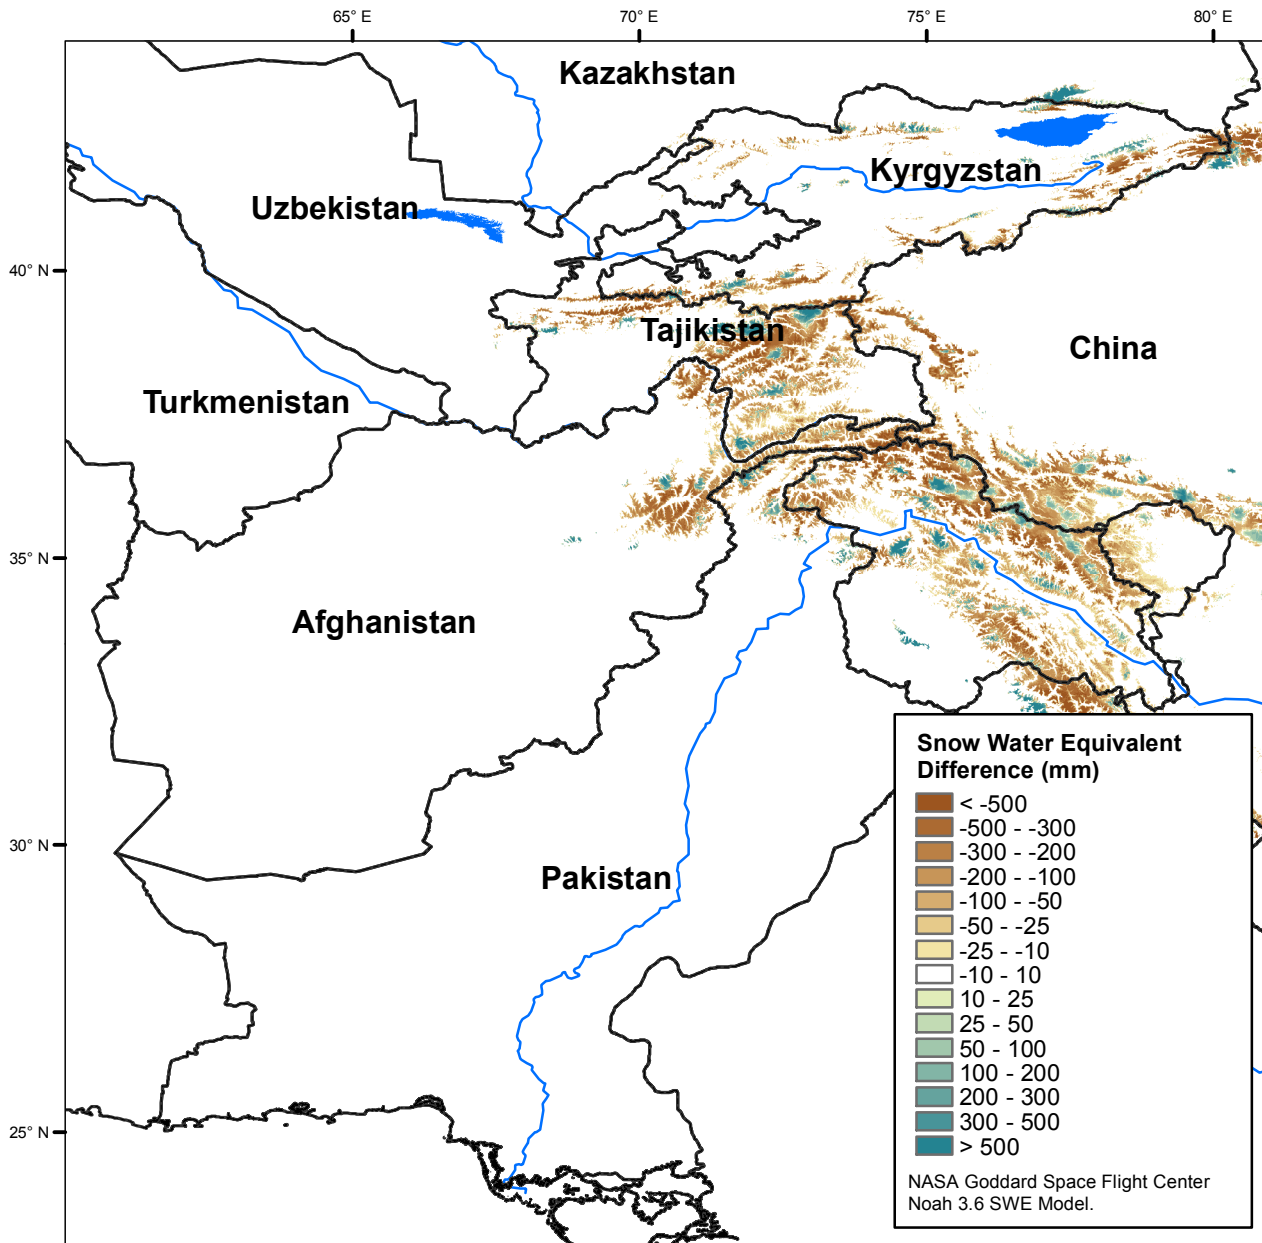 65° E
70° E
75° E
80° E
Kazakhstan
Kyrgyzstan
Uzbekistan
40° N
Tajikistan
China
Turkmenistan
35° N
Afghanistan
30° N
Pakistan
25° N
Snow Water Equivalent
Difference (mm)
< -500
-500 - -300
-300 - -200
-200 - -100
-100 - -50
-50 - -25
-25 - -10
-10 - 10
10 - 25
25 - 50
50 - 100
100 - 200
200 - 300
300 - 500
> 500
NASA Goddard Space Flight Center
Noah 3.6 SWE Model.